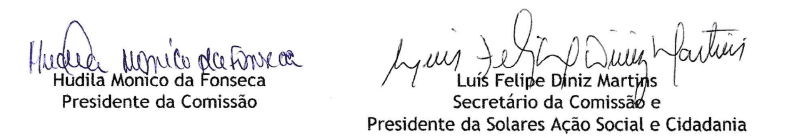 Hudila Monico da Fonseca
Hudila Monico da Fonseca
Presidente da Comissão
Luis Felipe Diniz Martins
Luis Felipe Diniz Martins
Secretário da Comissão e
Presidente da Solares Ação Social e Cidadania